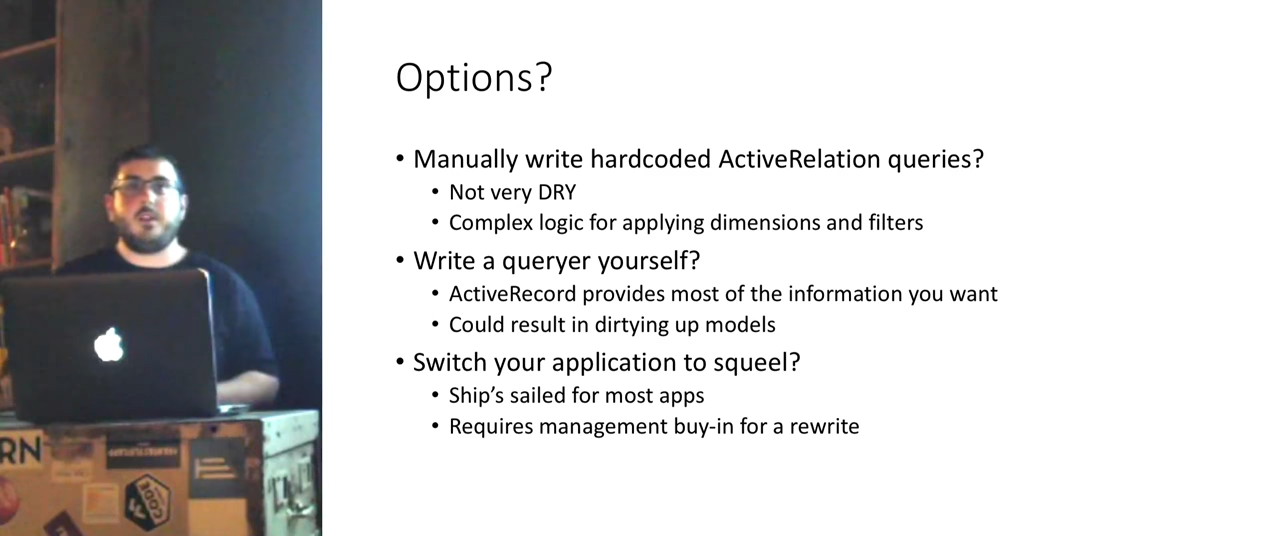 Options?
• Manually write hardcoded ActiveRelation queries?
• Not very DRY
• Complex logic for applying dimensions and filters
• Write a queryer yourself?
• ActiveRecord provides most of the information you want
• Could result in dirtying up models
• Switch your application to squeel?
• Ship's sailed for most apps
• Requires management buy-in for a rewrite
RN
CODE